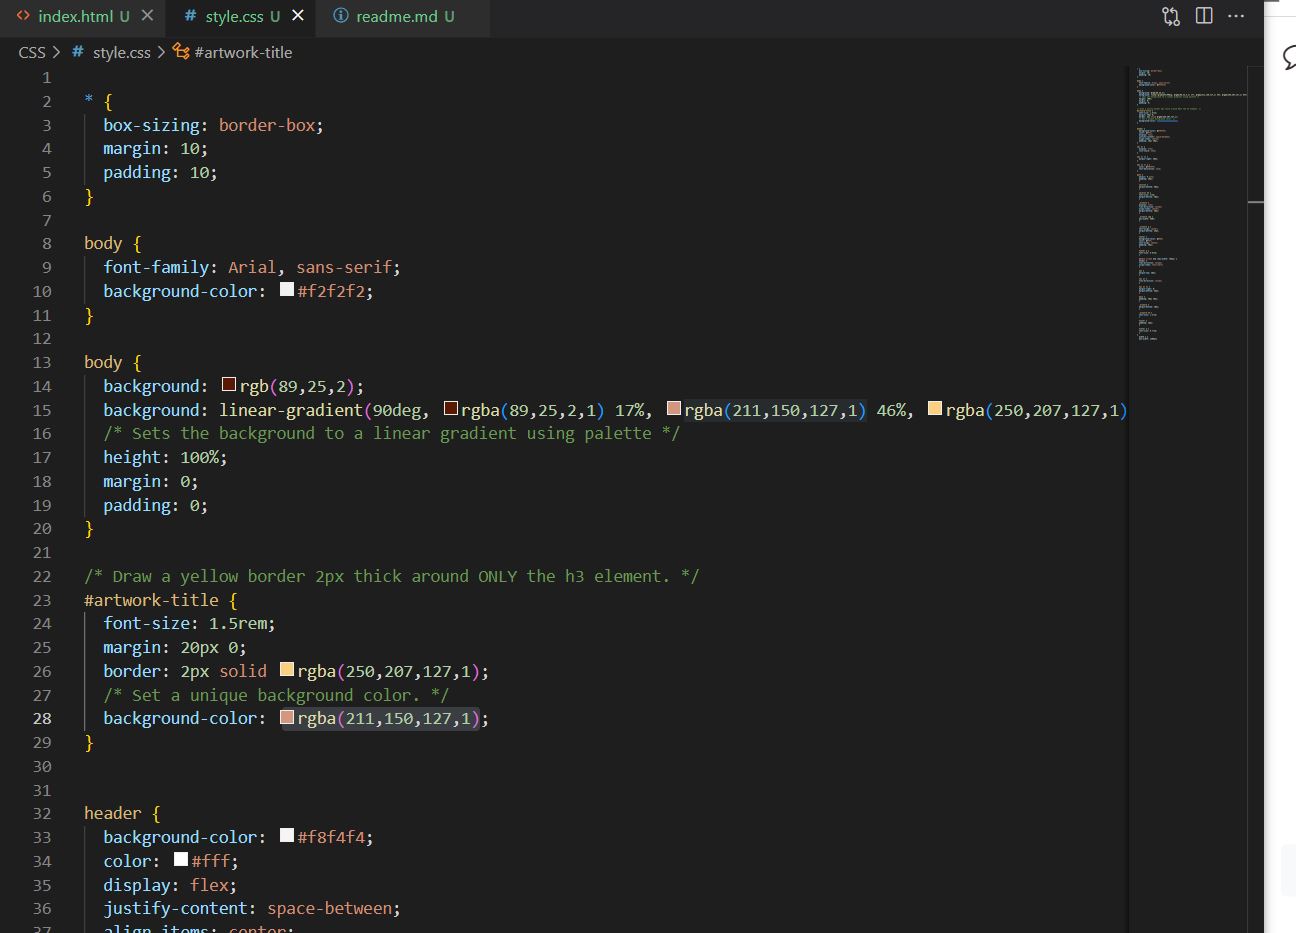 index.html U style.css U readme.md U
CSS > # style.css > #artwork-title
1
2 * {
3 box-sizing: border-box;
4 margin: 10;
5 padding: 10;
6 }
7
8 body {
9 font-family: Arial, sans-serif;
10 background-color: #f2f2f2;
11 }
12
13 body {
14 background: rgb(89,25,2);
15 background: linear-gradient(90deg, rgba(89,25,2,1) 17%, rgba(211,150,127,1) 46%, rgba(250,207,127,1)
16 /* Sets the background to a linear gradient using palette */
17 height: 100%;
18 margin: 0;
19 padding: 0;
20 }
21
22 /* Draw a yellow border 2px thick around ONLY the h3 element. */
23 #artwork-title {
24 font-size: 1.5rem;
25 margin: 20px 0;
26 border: 2px solid rgba(250,207,127,1);
27 /* Set a unique background color. */
28 background-color: rgba(211,150,127,1);
29 }
30
31
32 header {
33 background-color: #f8f4f4;
34 color: #fff;
35 display: flex;
36 justify-content: space-between;
37 align-items: center;